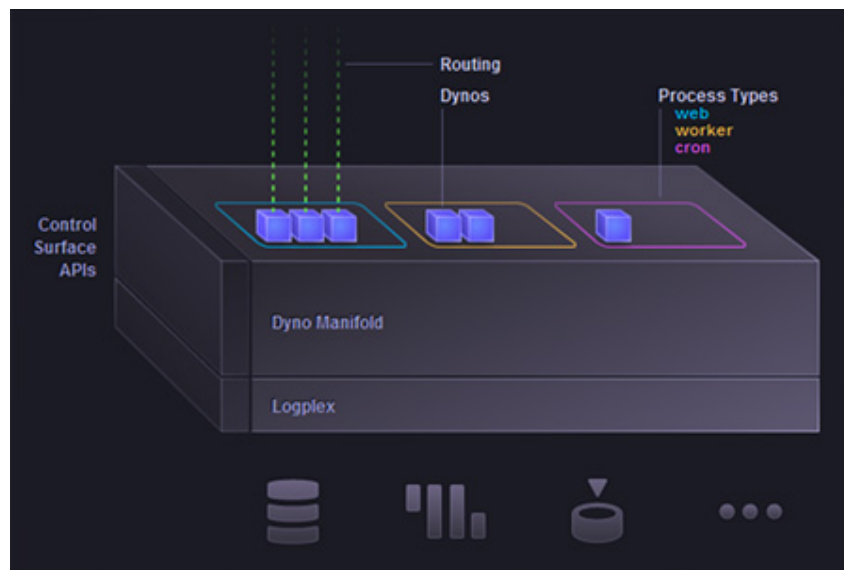 Routing
Dynos
Process Types
web
worker
cron
Control
Surface
APIs
Dyno Manifold
Logplex